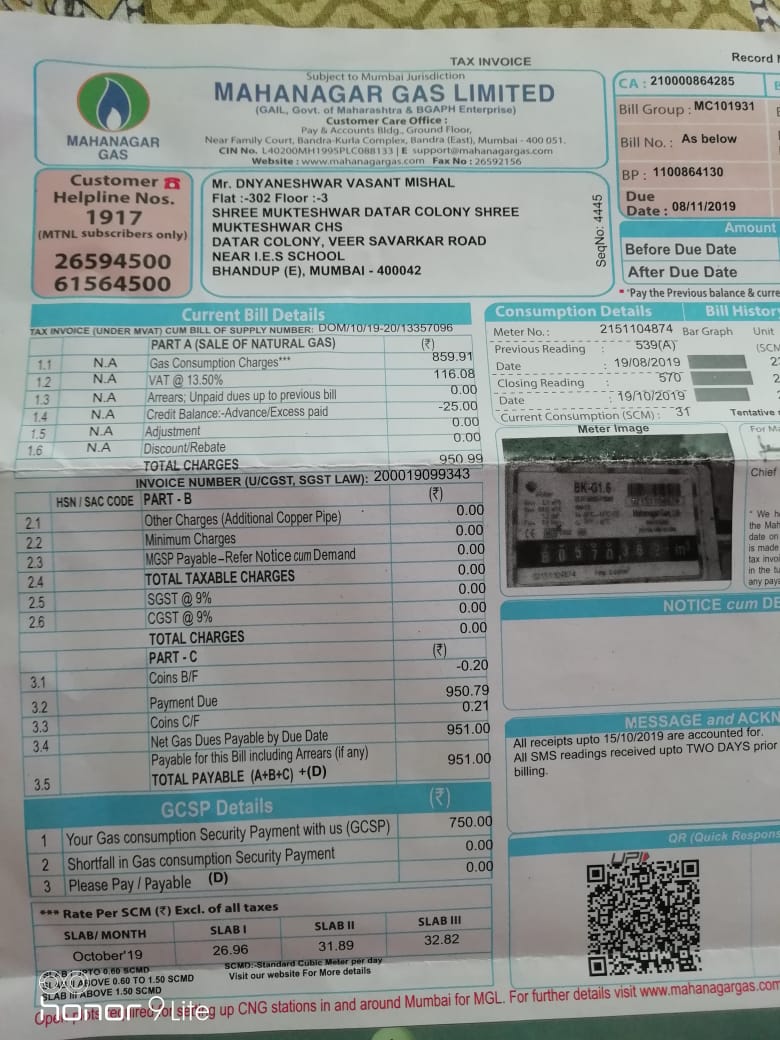 TAX INVOICE
Record
Subject to Mumbai Jurisdiction
MAHANAGAR GAS LIMITED
(GAIL, Govt. of Maharashtra & BGAPH Enterprise)
Customer Care Office :
Pay & Accounts Bldg., Ground Floor,
Near Family Court, Bandra-Kurla Complex, Bandra (East), Mumbai - 400 051.
CIN No. L40200MH1995PLC088133 | E support@mahanagargas.com
Website : www.mahanagargas.com Fax No : 26592156
MAHANAGAR
GAS
CA : 210000864285
Bill Group : MC101931
Bill No. : As below
BP : 1100864130
Due
Date : 08/11/2019
Amount
Before Due Date
After Due Date
*Pay the Previous balance & curre
Customer
Helpline Nos.
1917
(MTNL subscribers only)
26594500
61564500
Mr. DNYANESHWAR VASANT MISHAL
Flat :-302 Floor :-3
SHREE MUKTESHWAR DATAR COLONY SHREE
MUKTESHWAR CHS
DATAR COLONY, VEER SAVARKAR ROAD
NEAR I.E.S SCHOOL
BHANDUP (E), MUMBAI - 400042
SeqNo: 4445
Current Bill Details
TAX INVOICE (UNDER MVAT) CUM BILL OF SUPPLY NUMBER: DOM/10/19-20/13357096
PART A (SALE OF NATURAL GAS) (₹)
1.1 N.A Gas Consumption Charges*** 859.91
1.2 N.A VAT @ 13.50% 116.08
1.3 N.A Arrears; Unpaid dues up to previous bill 0.00
1.4 N.A Credit Balance:-Advance/Excess paid -25.00
1.5 N.A Adjustment 0.00
1.6 N.A Discount/Rebate 0.00
TOTAL CHARGES 950.99
INVOICE NUMBER (U/CGST, SGST LAW): 200019099343
HSN / SAC CODE PART - B (₹)
2.1 Other Charges (Additional Copper Pipe) 0.00
2.2 Minimum Charges 0.00
2.3 MGSP Payable–Refer Notice cum Demand 0.00
2.4 TOTAL TAXABLE CHARGES 0.00
2.5 SGST @ 9% 0.00
2.6 CGST @ 9% 0.00
TOTAL CHARGES 0.00
PART - C (₹)
3.1 Coins B/F -0.20
3.2 Payment Due 950.79
3.3 Coins C/F 0.21
3.4 Net Gas Dues Payable by Due Date 951.00
Payable for this Bill including Arrears (if any)
3.5 TOTAL PAYABLE (A+B+C) +(D) 951.00
GCSP Details (₹)
1 Your Gas consumption Security Payment with us (GCSP) 750.00
2 Shortfall in Gas consumption Security Payment 0.00
3 Please Pay / Payable (D) 0.00
*** Rate Per SCM (₹) Excl. of all taxes
SLAB/ MONTH SLAB I SLAB II SLAB III
October'19 26.96 31.89 32.82
SLAB I UPTO 0.60 SCMD
SLAB II ABOVE 0.60 TO 1.50 SCMD
SLAB III ABOVE 1.50 SCMD
SCMD:-Standard Cubic Meter per day
Visit our website For More details
Consumption Details
Meter No.: 2151104874
Previous Reading : 539(A)
Date : 19/08/2019
Closing Reading : 570
Date : 19/10/2019
Current Consumption (SCM) : 31
Bill History
Bar Graph Unit
(SCM
Tentative
Meter Image
BK-G1.6
For Ma
Chief
* We h
the Mah
date on
is made
tax invoi
in the tu
any paya
NOTICE cum DE
MESSAGE and ACKN
All receipts upto 15/10/2019 are accounted for.
All SMS readings received upto TWO DAYS prior
billing.
QR (Quick Respons
UPI
Open plots required for setting up CNG stations in and around Mumbai for MGL. For further details visit www.mahanagargas.com
honor 9 Lite